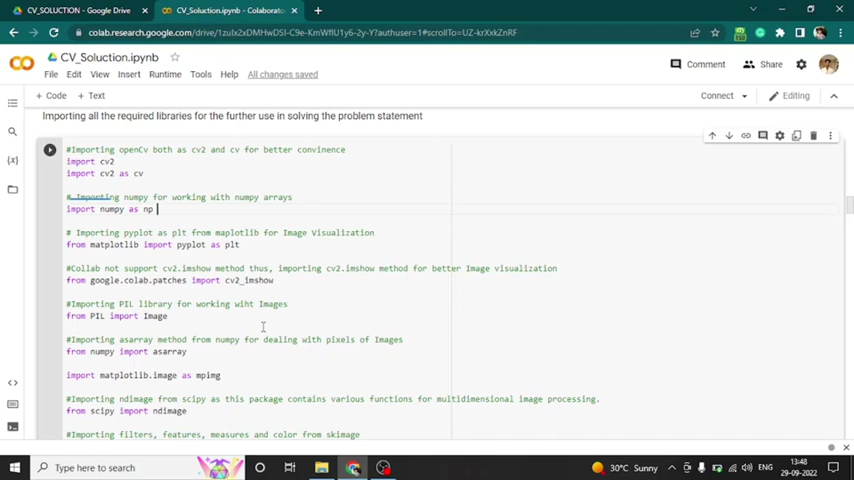 CV_SOLUCTION - Google Drive
CV_Soluction.ipynb - Colaborato
colab.research.google.com/drive/1zulx2xDMHwDSI-C9e-KmWflU1y6-2y-Y?authuser=1#scrollTo=UZ-krXxkZnRF
CV_Soluction.ipynb
Comment
Share
File Edit View Insert Runtime Tools Help All changes saved
+ Code + Text
Connect
Editing
Importing all the required libraries for the further use in solving the problem statement
#Importing openCv both as cv2 and cv for better convinence
import cv2
import cv2 as cv
# Importing numpy for working with numpy arrays
import numpy as np
# Importing pyplot as plt from maplotlib for Image Visualization
from matplotlib import pyplot as plt
#Collab not support cv2.imshow method thus, importing cv2.imshow method for better Image visualization
from google.colab.patches import cv2_imshow
#Importing PIL library for working wiht Images
from PIL import Image
#Importing asarray method from numpy for dealing with pixels of Images
from numpy import asarray
import matplotlib.image as mpimg
#Importing ndimage from scipy as this package contains various functions for multidimensional image processing.
from scipy import ndimage
#Importing filters, features, measures and color from skimage
Type here to search
30°C Sunny
ENG
13:48
29-09-2022